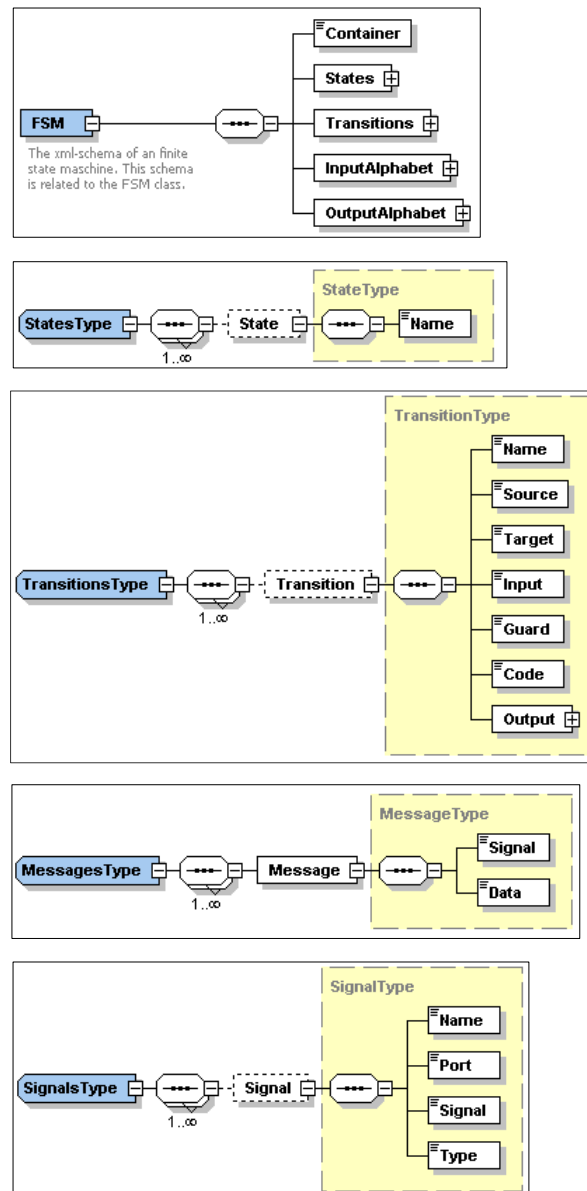 Container
States
FSM
Transitions
The xml-schema of an finite
state maschine. This schema
is related to the FSM class.
InputAlphabet
OutputAlphabet
StateType
StatesType
State
Name
1..∞
TransitionType
Name
Source
Target
TransitionsType
Transition
Input
1..∞
Guard
Code
Output
MessageType
Signal
MessagesType
Message
Data
1..∞
SignalType
Name
Port
SignalsType
Signal
Signal
1..∞
Type